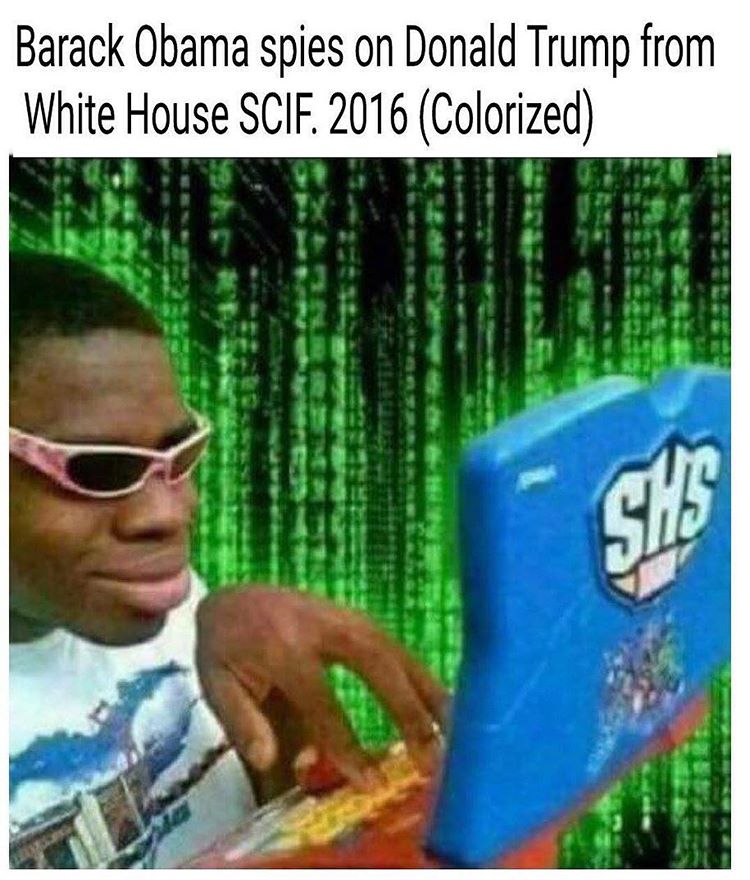 Barack Obama spies on Donald Trump from
White House SCIF. 2016 (Colorized)
SHS